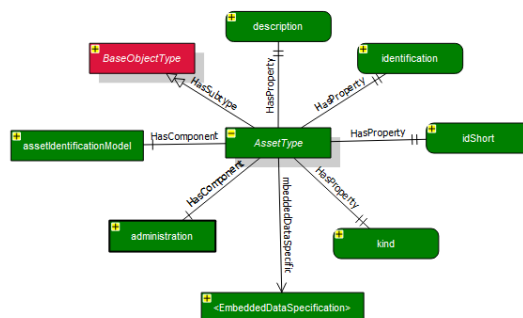 description
BaseObjectType
identification
HasProperty
HasSubtype
HasProperty
assetIdentificationModel
HasComponent
AssetType
HasProperty
idShort
HasComponent
mbeddedDataSpecific
HasProperty
administration
kind
<EmbeddedDataSpecification>